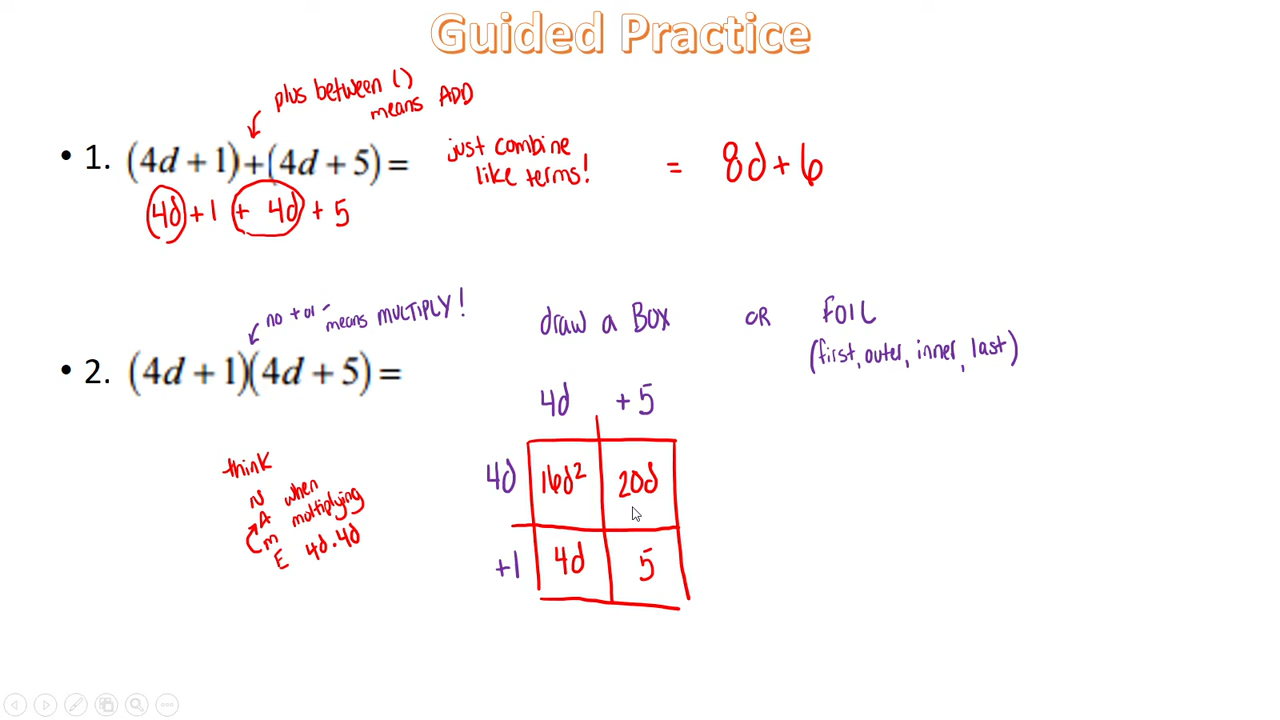 Guided Practice
plus between ()
means ADD
• 1. (4d + 1)+(4d + 5) =
just combine
like terms!
= 8d + 6
4d + 1 + 4d + 5
no + or -
means MULTIPLY!
draw a Box OR FOIL
(first, outer, inner, last)
• 2. (4d + 1)(4d + 5) =
4d + 5
4d 16d² 20d
+1 4d 5
think
N when
A multiplying
M 4d · 4d
E